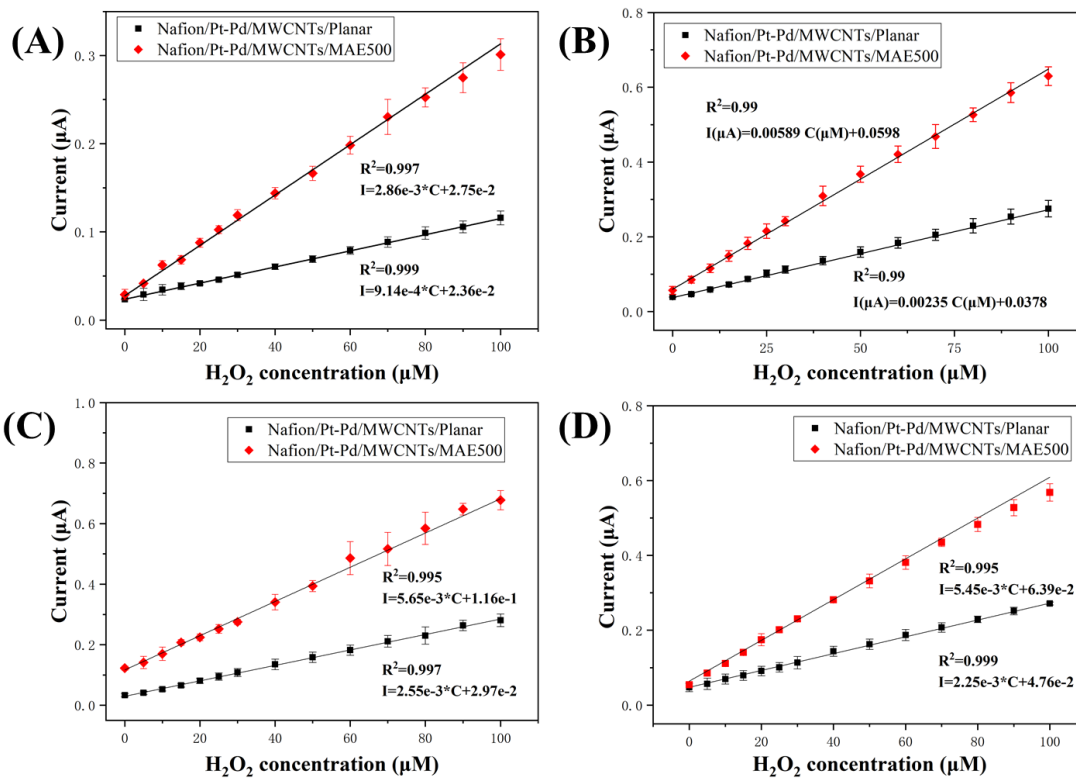 (A)
Nafion/Pt-Pd/MWCNTs/Planar
Nafion/Pt-Pd/MWCNTs/MAE500
0.3
0.2
0.1
0.0
Current (μA)
R²=0.997
I=2.86e-3*C+2.75e-2
R²=0.999
I=9.14e-4*C+2.36e-2
0 20 40 60 80 100
H₂O₂ concentration (μM)
(B)
Nafion/Pt-Pd/MWCNTs/Planar
Nafion/Pt-Pd/MWCNTs/MAE500
0.8
0.6
0.4
0.2
0.0
Current (μA)
R²=0.99
I(μA)=0.00589 C(μM)+0.0598
R²=0.99
I(μA)=0.00235 C(μM)+0.0378
0 25 50 75 100
H₂O₂ concentration (μM)
(C)
Nafion/Pt-Pd/MWCNTs/Planar
Nafion/Pt-Pd/MWCNTs/MAE500
1.0
0.8
0.6
0.4
0.2
0.0
Current (μA)
R²=0.995
I=5.65e-3*C+1.16e-1
R²=0.997
I=2.55e-3*C+2.97e-2
0 20 40 60 80 100
H₂O₂ concentration (μM)
(D)
Nafion/Pt-Pd/MWCNTs/Planar
Nafion/Pt-Pd/MWCNTs/MAE500
0.8
0.6
0.4
0.2
0.0
Current (μA)
R²=0.995
I=5.45e-3*C+6.39e-2
R²=0.999
I=2.25e-3*C+4.76e-2
0 20 40 60 80 100
H₂O₂ concentration (μM)